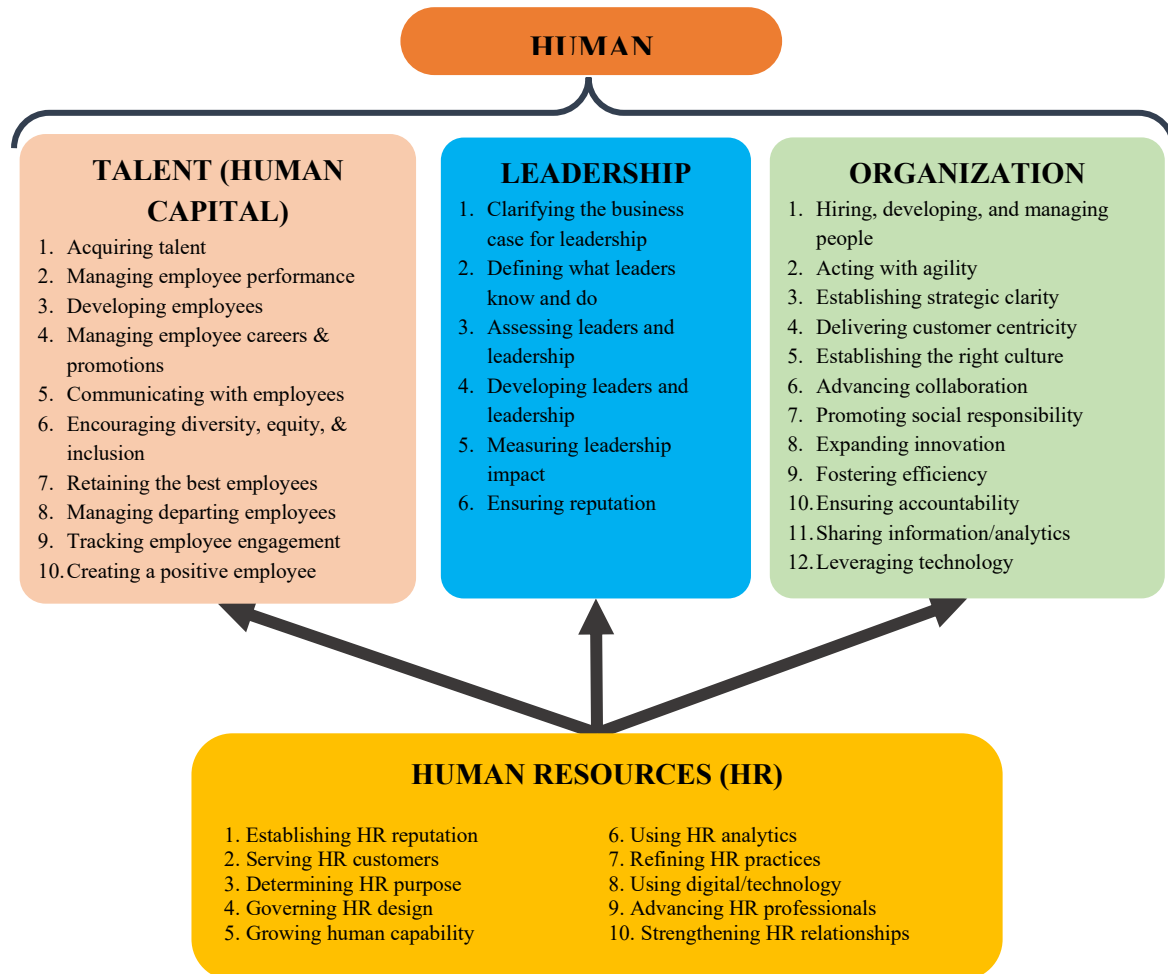 HUMAN
TALENT (HUMAN
CAPITAL)
1. Acquiring talent
2. Managing employee performance
3. Developing employees
4. Managing employee careers &
promotions
5. Communicating with employees
6. Encouraging diversity, equity, &
inclusion
7. Retaining the best employees
8. Managing departing employees
9. Tracking employee engagement
10. Creating a positive employee
LEADERSHIP
1. Clarifying the business
case for leadership
2. Defining what leaders
know and do
3. Assessing leaders and
leadership
4. Developing leaders and
leadership
5. Measuring leadership
impact
6. Ensuring reputation
ORGANIZATION
1. Hiring, developing, and managing
people
2. Acting with agility
3. Establishing strategic clarity
4. Delivering customer centricity
5. Establishing the right culture
6. Advancing collaboration
7. Promoting social responsibility
8. Expanding innovation
9. Fostering efficiency
10. Ensuring accountability
11. Sharing information/analytics
12. Leveraging technology
HUMAN RESOURCES (HR)
1. Establishing HR reputation
2. Serving HR customers
3. Determining HR purpose
4. Governing HR design
5. Growing human capability
6. Using HR analytics
7. Refining HR practices
8. Using digital/technology
9. Advancing HR professionals
10. Strengthening HR relationships